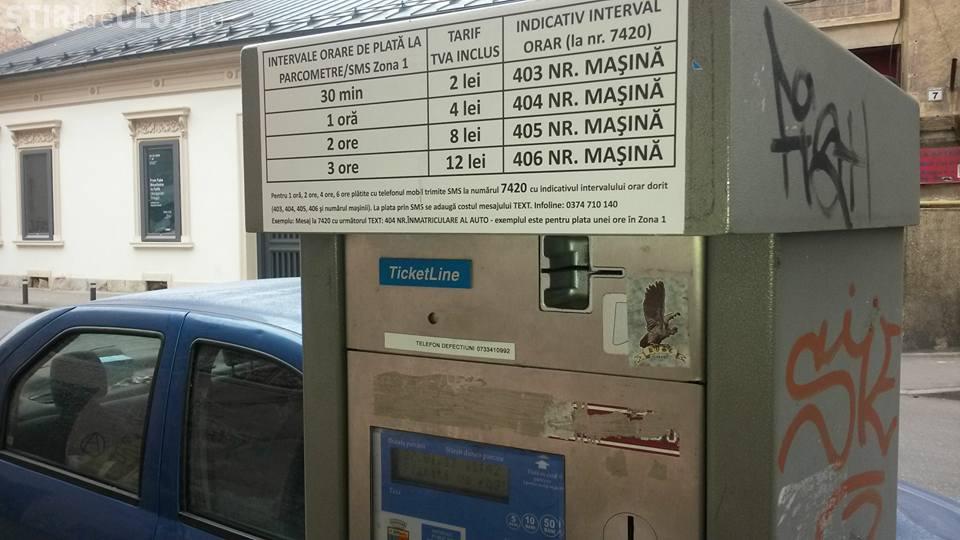 STIRIdeCLUJ.ro
INTERVALE ORARE DE PLATĂ LA
PARCOMETRE/SMS Zona 1
TARIF
TVA INCLUS
INDICATIV INTERVAL
ORAR (la nr. 7420)
30 min
2 lei
403 NR. MAŞINĂ
1 oră
4 lei
404 NR. MAŞINĂ
2 ore
8 lei
405 NR. MAŞINĂ
3 ore
12 lei
406 NR. MAŞINĂ
Pentru 1 oră, 2 ore, 4 ore, 6 ore plătite cu telefonul mobil trimite SMS la numărul 7420 cu indicativul intervalului orar dorit
(403, 404, 405, 406 şi numărul maşinii). La plata prin SMS se adaugă costul mesajului TEXT. Infoline: 0374 710 140
Exemplu: Mesaj la 7420 cu următorul TEXT: 404 NR.ÎNMATRICULARE AL AUTO - exemplul este pentru plata unei ore în Zona 1
7
TicketLine
TELEFON DEFECTIUNI 0733410992
Taxa
5 10 50